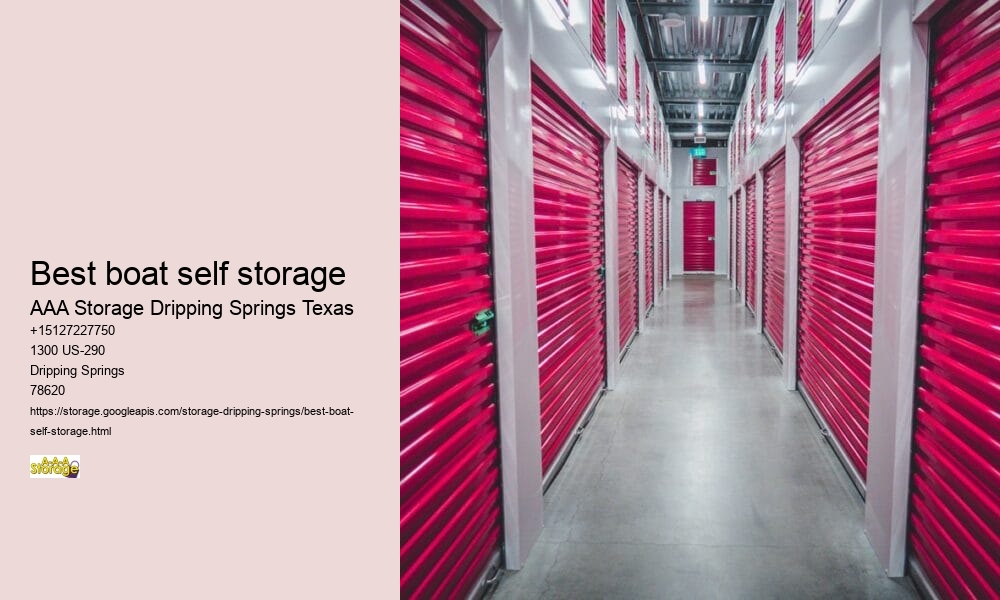 Best boat self storage
AAA Storage Dripping Springs Texas
+15127227750
1300 US-290
Dripping Springs
78620
https://storage.googleapis.com/storage-dripping-springs/best-boat-
self-storage.html
AAA
Storage